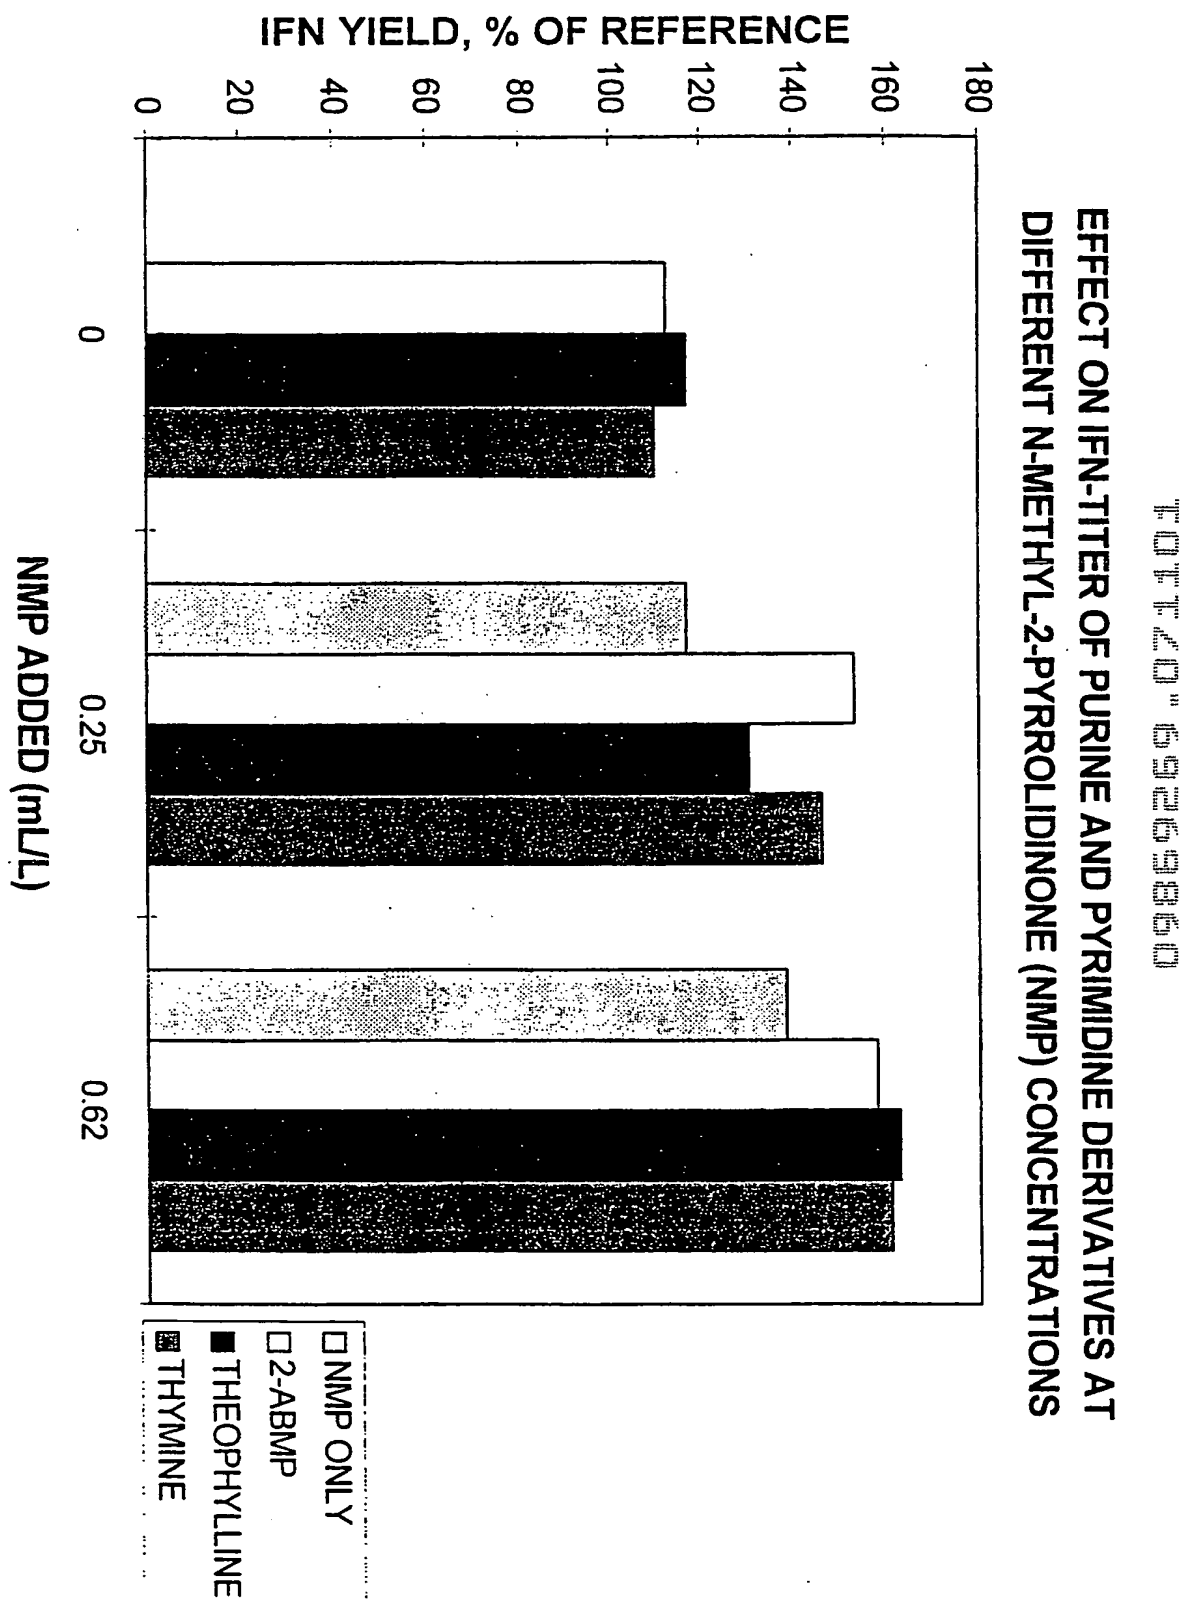 EFFECT ON IFN-TITER OF PURINE AND PYRIMIDINE DERIVATIVES AT
DIFFERENT N-METHYL-2-PYRROLIDINONE (NMP) CONCENTRATIONS
IFN YIELD, % OF REFERENCE
180
160
140
120
100
80
60
40
20
0
0
0.25
0.62
NMP ADDED (mL/L)
NMP ONLY
2-ABMP
THEOPHYLLINE
THYMINE